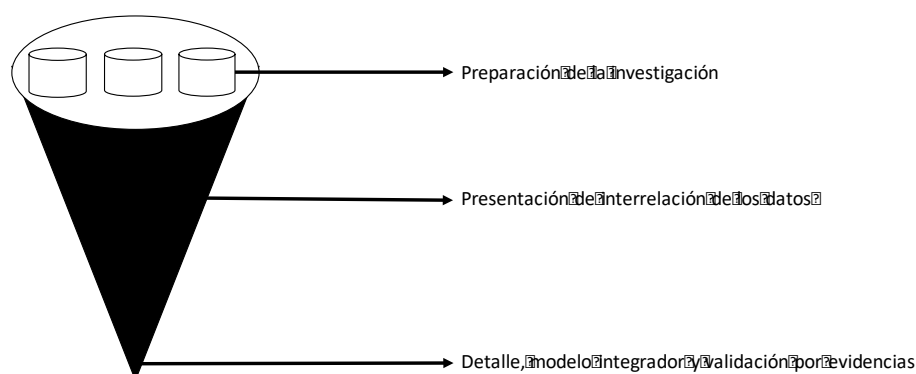 Preparación de la investigación
Presentación de interrelación de los datos
Detalle, modelo integrador y validación por evidencias